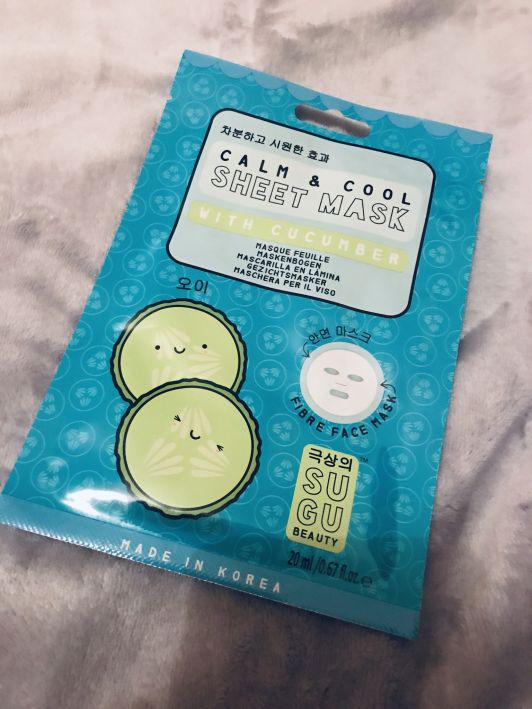 차분하고 시원한 효과
CALM & COOL
SHEET MASK
WITH CUCUMBER
MASQUE FEUILLE
MASKENBOGEN
MASCARILLA EN LÁMINA
GEZICHTSMASKER
MASCHERA PER IL VISO
오이
안면 마스크
FIBRE FACE MASK
극상의™
SU
GU
BEAUTY
20 ml/0.67 fl.oz.℮
MADE IN KOREA